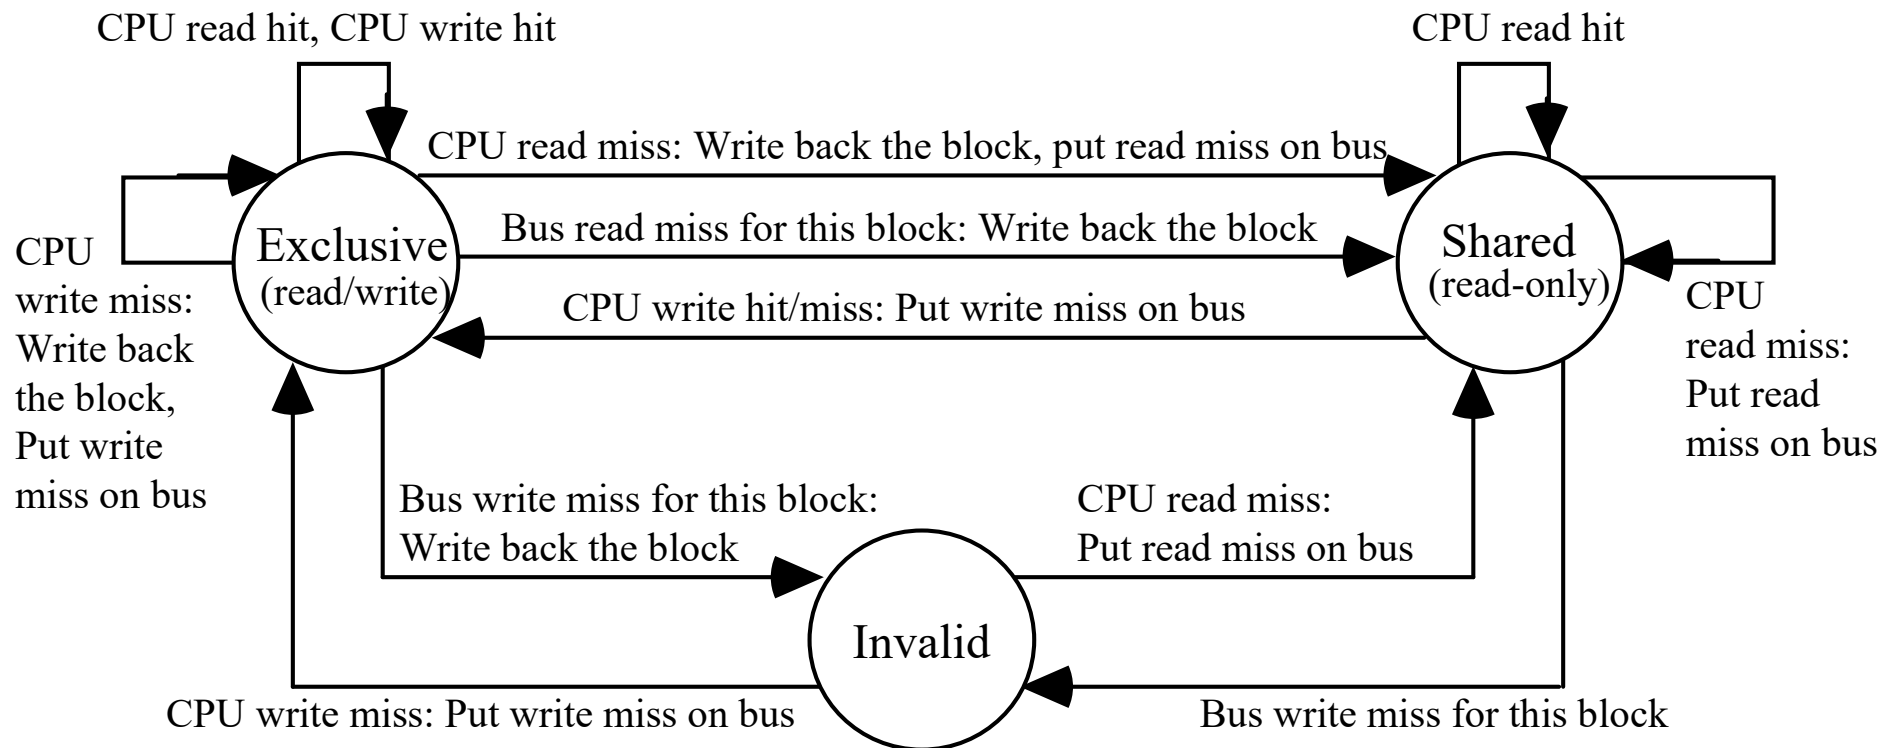 CPU read hit, CPU write hit
CPU read hit
CPU read miss: Write back the block, put read miss on bus
Bus read miss for this block: Write back the block
CPU write hit/miss: Put write miss on bus
Exclusive
(read/write)
Shared
(read-only)
CPU
write miss:
Write back
the block,
Put write
miss on bus
CPU
read miss:
Put read
miss on bus
Bus write miss for this block:
Write back the block
CPU read miss:
Put read miss on bus
Invalid
CPU write miss: Put write miss on bus
Bus write miss for this block